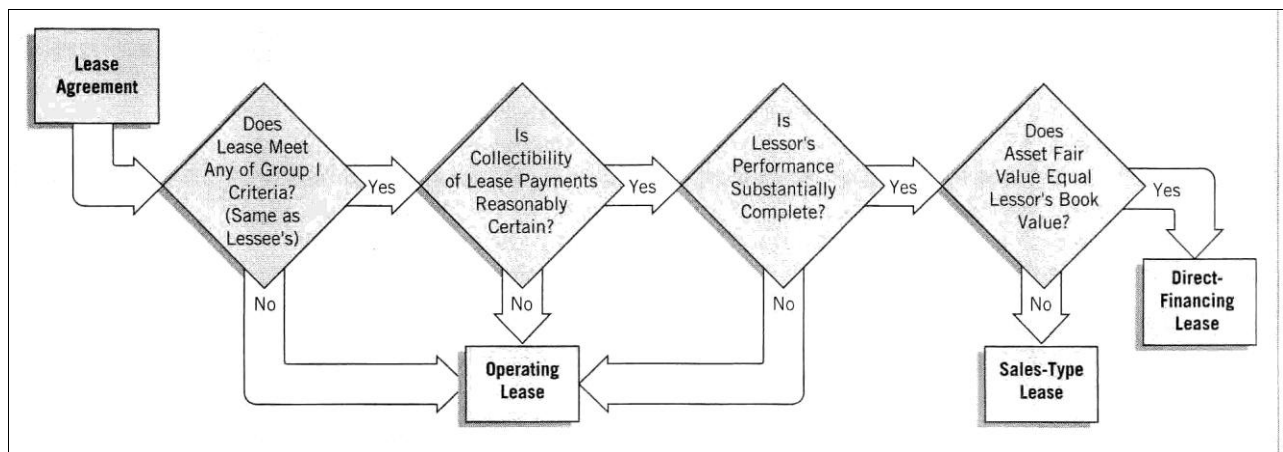 Lease
Agreement
Does
Lease Meet
Any of Group I
Criteria?
(Same as
Lessee's)
Yes
No
Is
Collectibility
of Lease Payments
Reasonably
Certain?
Yes
No
Is
Lessor's
Performance
Substantially
Complete?
Yes
No
Does
Asset Fair
Value Equal
Lessor's Book
Value?
Yes
No
Operating
Lease
Sales-Type
Lease
Direct-
Financing
Lease